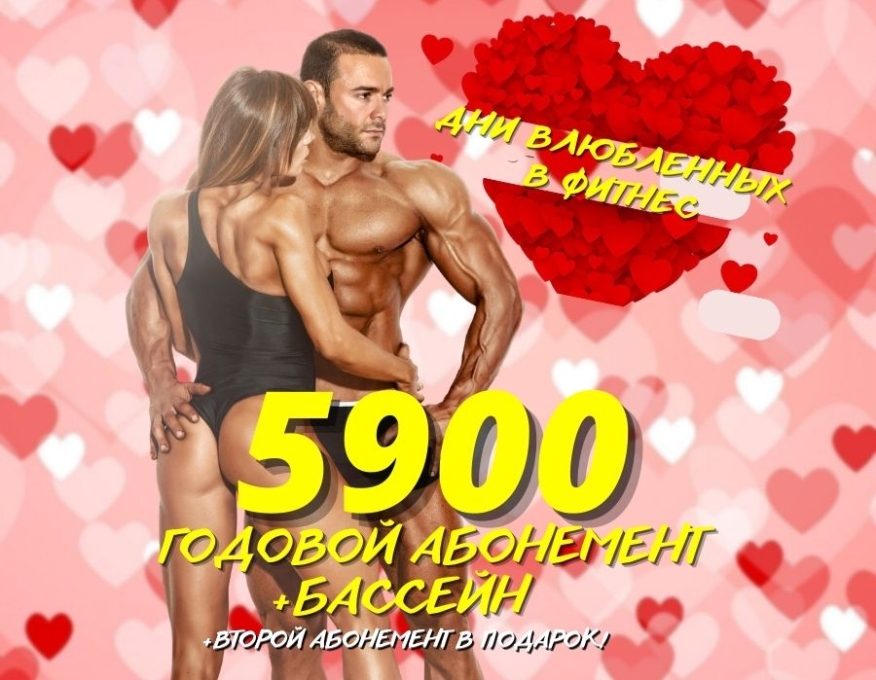 ДНИ ВЛЮБЛЕННЫХ
В ФИТНЕС
5900
ГОДОВОЙ АБОНЕМЕНТ
+БАССЕЙН
+ВТОРОЙ АБОНЕМЕНТ В ПОДАРОК!